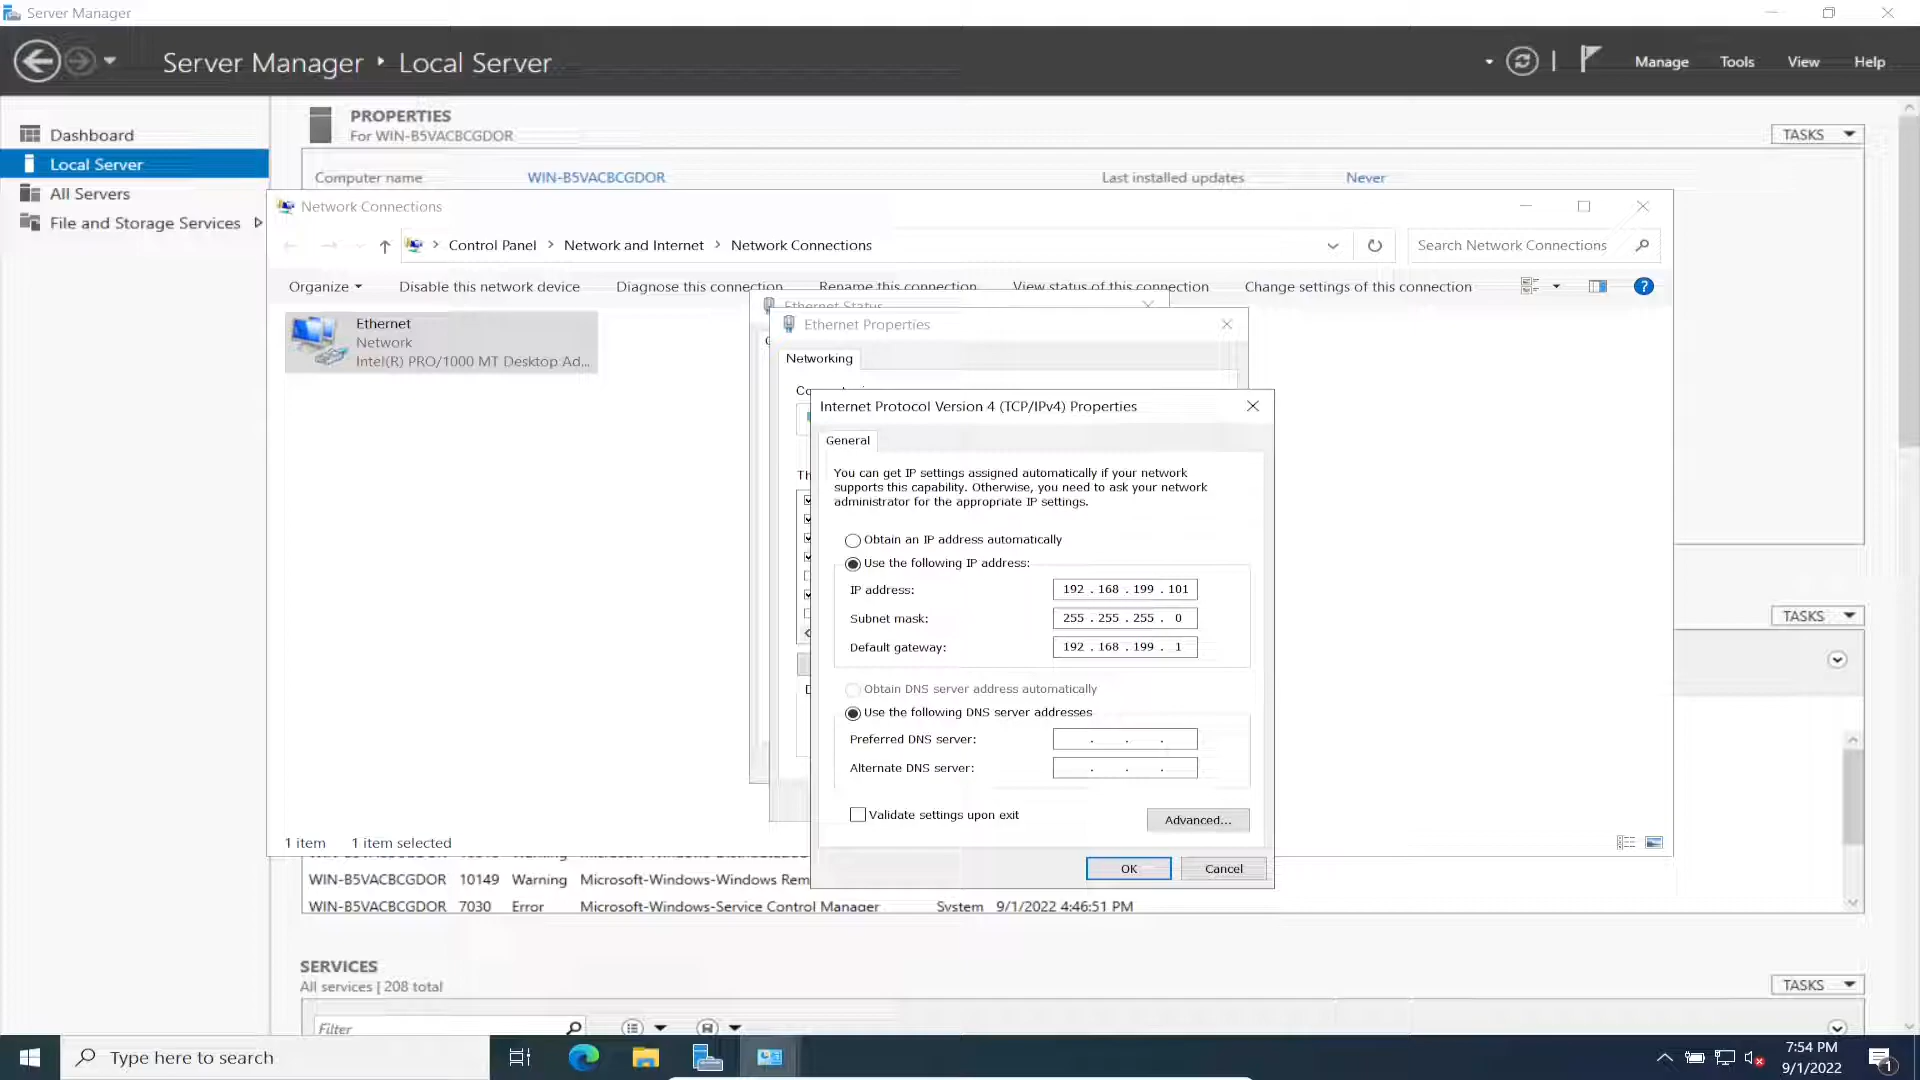 Server Manager
Server Manager ‣ Local Server
Manage
Tools
View
Help
Dashboard
Local Server
All Servers
File and Storage Services
PROPERTIES
For WIN-B5VACBCGDOR
TASKS
Computer name
WIN-B5VACBCGDOR
Last installed updates
Never
Network Connections
Control Panel > Network and Internet > Network Connections
Search Network Connections
Organize
Disable this network device
Diagnose this connection
Rename this connection
View status of this connection
Change settings of this connection
Ethernet
Network
Intel(R) PRO/1000 MT Desktop Ad...
Ethernet Status
Ethernet Properties
Networking
Internet Protocol Version 4 (TCP/IPv4) Properties
General
You can get IP settings assigned automatically if your network
supports this capability. Otherwise, you need to ask your network
administrator for the appropriate IP settings.
Obtain an IP address automatically
Use the following IP address:
IP address:
192 . 168 . 199 . 101
Subnet mask:
255 . 255 . 255 . 0
Default gateway:
192 . 168 . 199 . 1
Obtain DNS server address automatically
Use the following DNS server addresses
Preferred DNS server:
. . .
Alternate DNS server:
. . .
Validate settings upon exit
Advanced...
OK
Cancel
TASKS
1 item
1 item selected
WIN-B5VACBCGDOR 10149 Warning Microsoft-Windows-Windows Rem
WIN-B5VACBCGDOR 7030 Error Microsoft-Windows-Service Control Manager System 9/1/2022 4:46:51 PM
SERVICES
All services | 208 total
TASKS
Filter
Type here to search
7:54 PM
9/1/2022
1